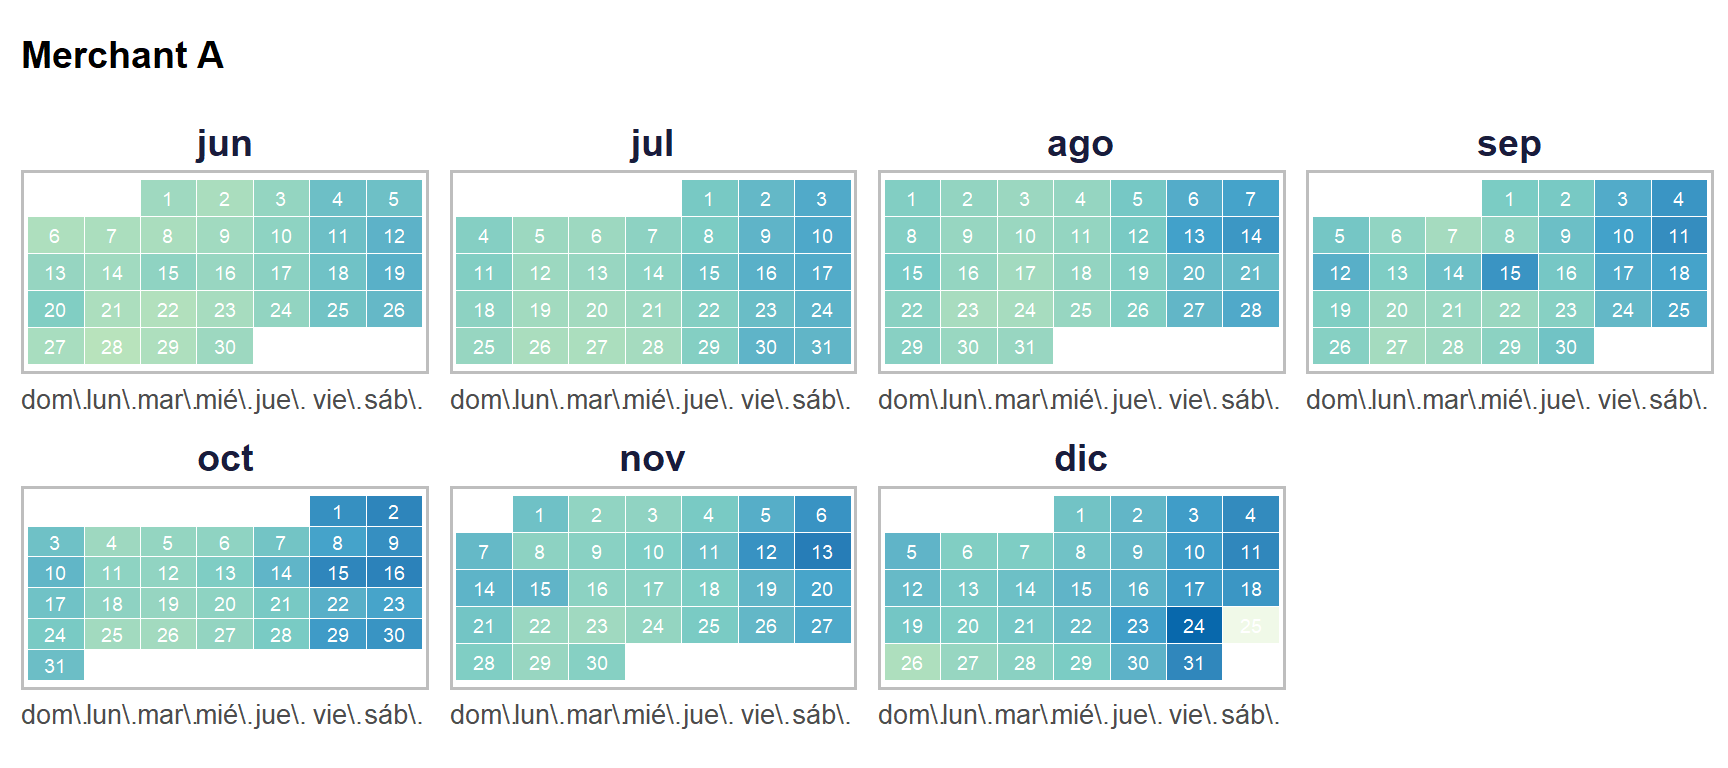 Merchant A
jun jul ago sep
1 2 3 4 5 1 2 3 1 2 3 4 5 6 7 1 2 3 4
6 7 8 9 10 11 12 4 5 6 7 8 9 10 8 9 10 11 12 13 14 5 6 7 8 9 10 11
13 14 15 16 17 18 19 11 12 13 14 15 16 17 15 16 17 18 19 20 21 12 13 14 15 16 17 18
20 21 22 23 24 25 26 18 19 20 21 22 23 24 22 23 24 25 26 27 28 19 20 21 22 23 24 25
27 28 29 30 25 26 27 28 29 30 31 29 30 31 26 27 28 29 30
dom\. lun\. mar\. mié\. jue\. vie\. sáb\. dom\. lun\. mar\. mié\. jue\. vie\. sáb\. dom\. lun\. mar\. mié\. jue\. vie\. sáb\. dom\. lun\. mar\. mié\. jue\. vie\. sáb\.
oct nov dic
1 2 1 2 3 4 5 6 1 2 3 4
3 4 5 6 7 8 9 7 8 9 10 11 12 13 5 6 7 8 9 10 11
10 11 12 13 14 15 16 14 15 16 17 18 19 20 12 13 14 15 16 17 18
17 18 19 20 21 22 23 21 22 23 24 25 26 27 19 20 21 22 23 24 25
24 25 26 27 28 29 30 28 29 30 26 27 28 29 30 31
31
dom\. lun\. mar\. mié\. jue\. vie\. sáb\. dom\. lun\. mar\. mié\. jue\. vie\. sáb\. dom\. lun\. mar\. mié\. jue\. vie\. sáb\.